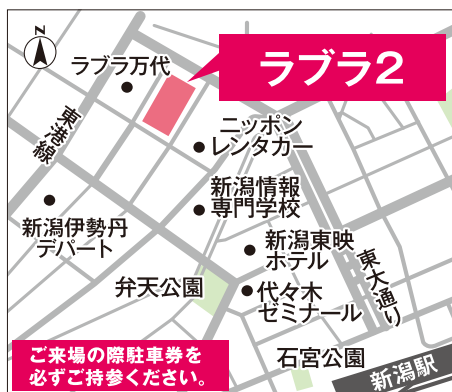 N
ラブラ万代
ラブラ2
東港線
ニッポン
レンタカー
新潟情報
専門学校
新潟伊勢丹
デパート
新潟東映
ホテル
東大通り
弁天公園
代々木
ゼミナール
石宮公園
新潟駅
ご来場の際駐車券を
必ずご持参ください。